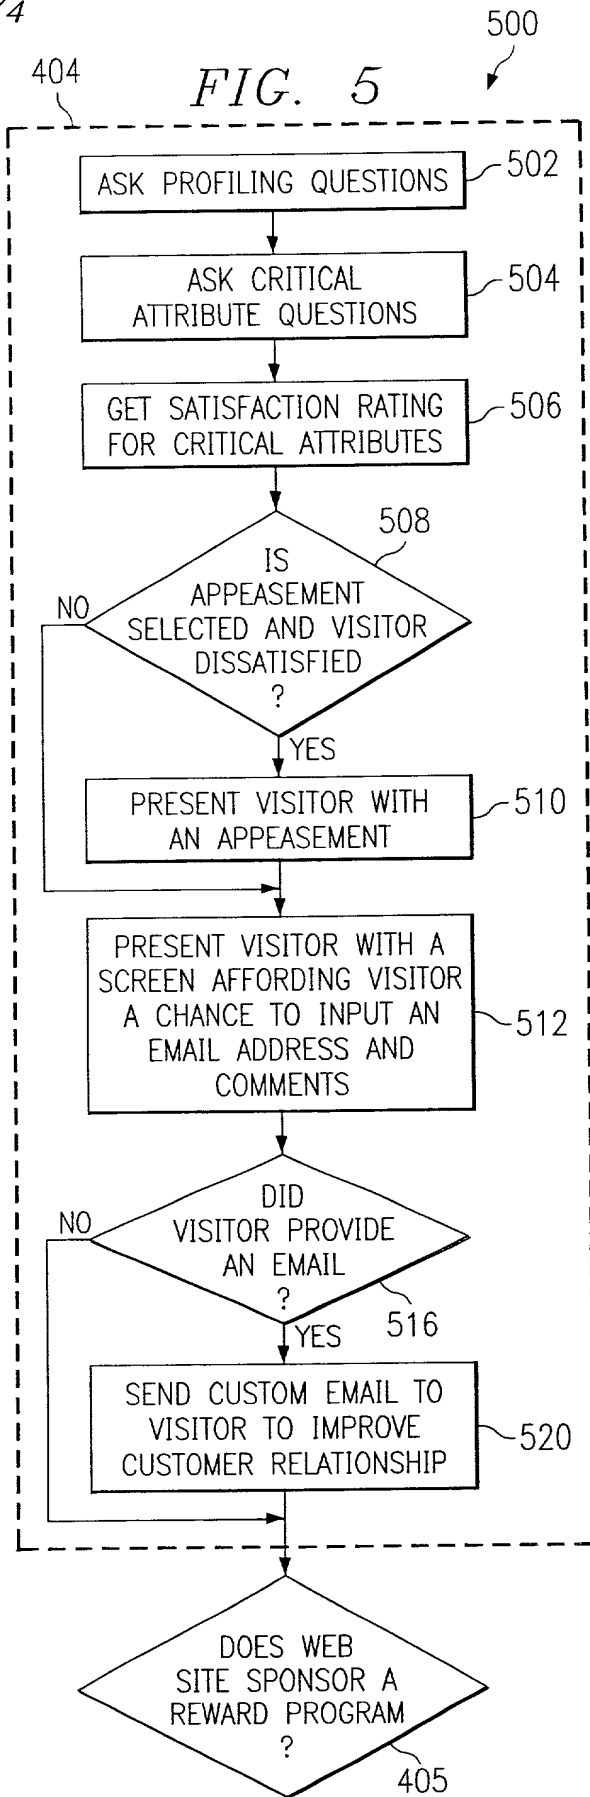 /4
500
404
FIG. 5
ASK PROFILING QUESTIONS
502
ASK CRITICAL
ATTRIBUTE QUESTIONS
504
GET SATISFACTION RATING
FOR CRITICAL ATTRIBUTES
506
508
IS
APPEASEMENT
SELECTED AND VISITOR
DISSATISFIED
?
NO
YES
PRESENT VISITOR WITH
AN APPEASEMENT
510
PRESENT VISITOR WITH A
SCREEN AFFORDING VISITOR
A CHANCE TO INPUT AN
EMAIL ADDRESS AND
COMMENTS
512
DID
VISITOR PROVIDE
AN EMAIL
?
NO
516
YES
SEND CUSTOM EMAIL TO
VISITOR TO IMPROVE
CUSTOMER RELATIONSHIP
520
DOES WEB
SITE SPONSOR A
REWARD PROGRAM
?
405